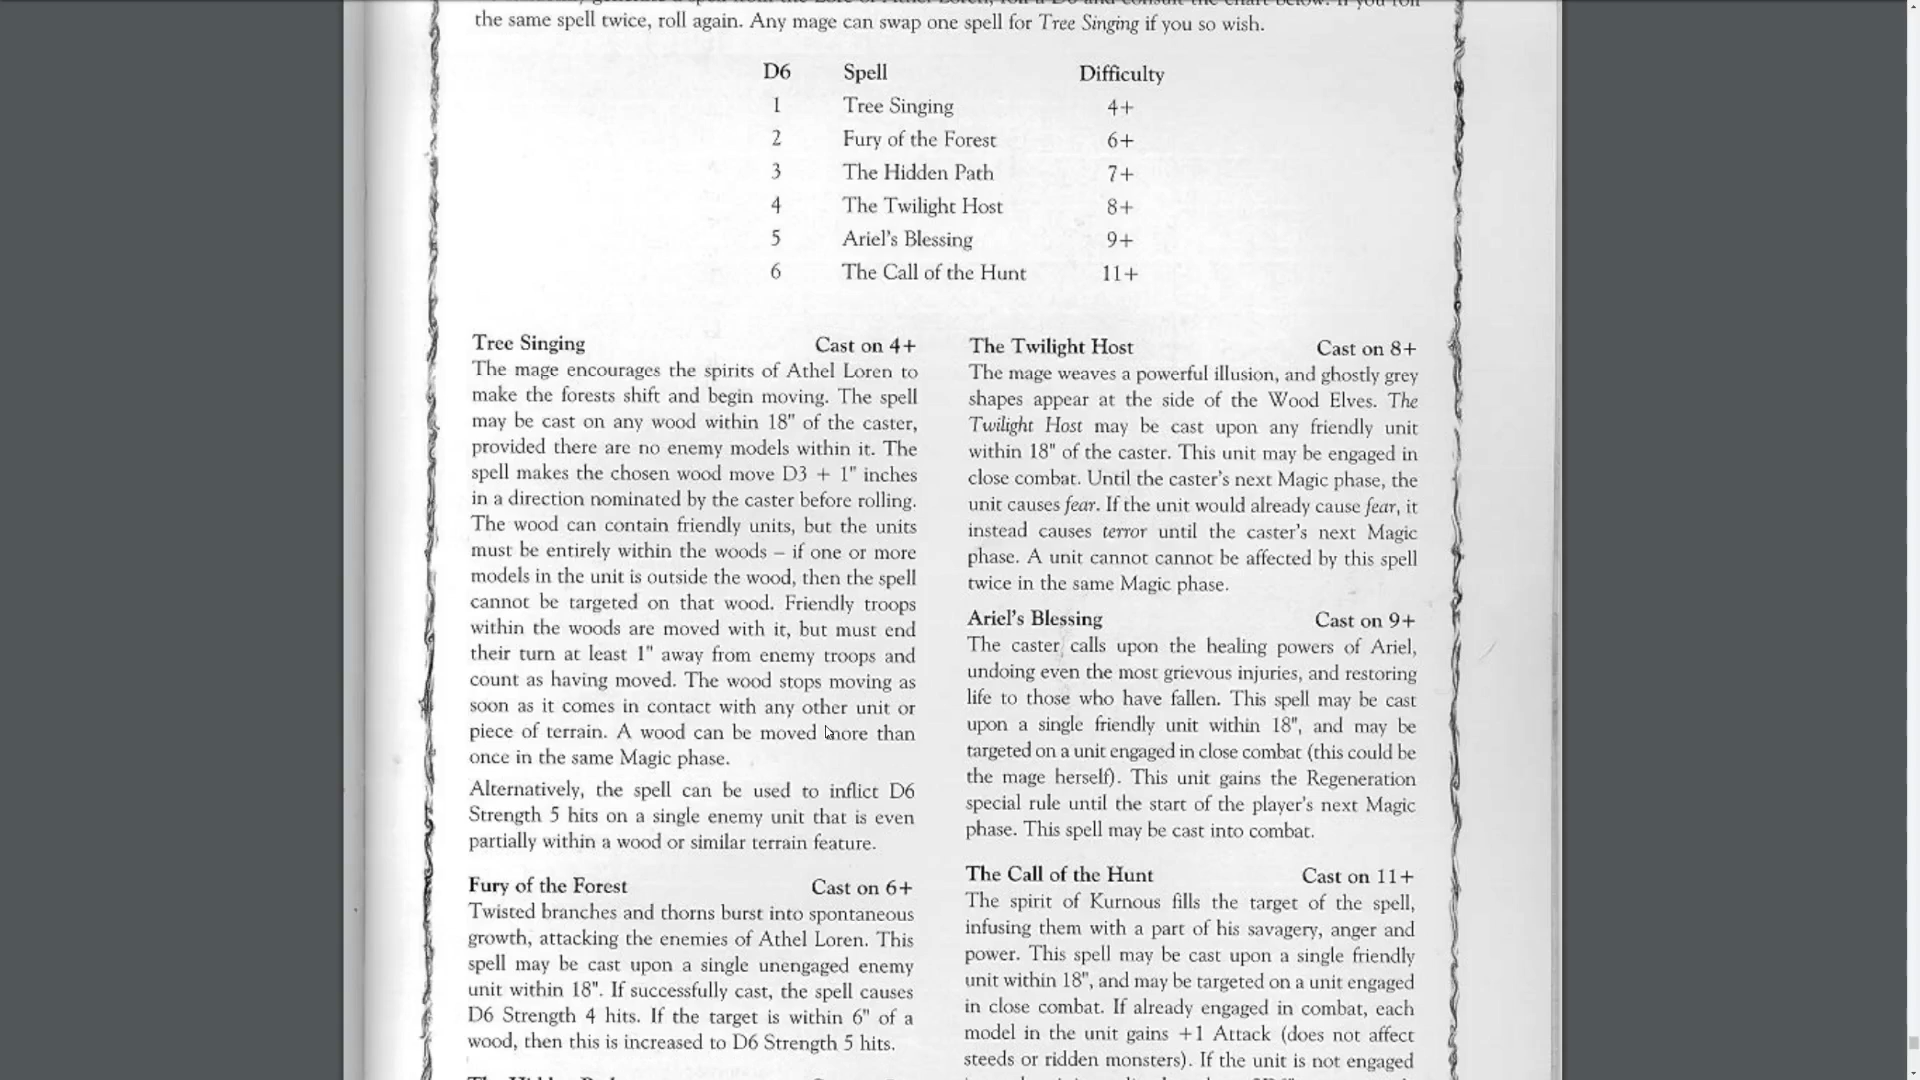 the same spell twice, roll again. Any mage can swap one spell for Tree Singing if you so wish.
D6 Spell Difficulty
1 Tree Singing 4+
2 Fury of the Forest 6+
3 The Hidden Path 7+
4 The Twilight Host 8+
5 Ariel's Blessing 9+
6 The Call of the Hunt 11+
Tree Singing Cast on 4+
The mage encourages the spirits of Athel Loren to
make the forests shift and begin moving. The spell
may be cast on any wood within 18" of the caster,
provided there are no enemy models within it. The
spell makes the chosen wood move D3 + 1" inches
in a direction nominated by the caster before rolling.
The wood can contain friendly units, but the units
must be entirely within the woods – if one or more
models in the unit is outside the wood, then the spell
cannot be targeted on that wood. Friendly troops
within the woods are moved with it, but must end
their turn at least 1" away from enemy troops and
count as having moved. The wood stops moving as
soon as it comes in contact with any other unit or
piece of terrain. A wood can be moved more than
once in the same Magic phase.
Alternatively, the spell can be used to inflict D6
Strength 5 hits on a single enemy unit that is even
partially within a wood or similar terrain feature.
Fury of the Forest Cast on 6+
Twisted branches and thorns burst into spontaneous
growth, attacking the enemies of Athel Loren. This
spell may be cast upon a single unengaged enemy
unit within 18". If successfully cast, the spell causes
D6 Strength 4 hits. If the target is within 6" of a
wood, then this is increased to D6 Strength 5 hits.
The Twilight Host Cast on 8+
The mage weaves a powerful illusion, and ghostly grey
shapes appear at the side of the Wood Elves. The
Twilight Host may be cast upon any friendly unit
within 18" of the caster. This unit may be engaged in
close combat. Until the caster's next Magic phase, the
unit causes fear. If the unit would already cause fear, it
instead causes terror until the caster's next Magic
phase. A unit cannot cannot be affected by this spell
twice in the same Magic phase.
Ariel's Blessing Cast on 9+
The caster calls upon the healing powers of Ariel,
undoing even the most grievous injuries, and restoring
life to those who have fallen. This spell may be cast
upon a single friendly unit within 18", and may be
targeted on a unit engaged in close combat (this could be
the mage herself). This unit gains the Regeneration
special rule until the start of the player's next Magic
phase. This spell may be cast into combat.
The Call of the Hunt Cast on 11+
The spirit of Kurnous fills the target of the spell,
infusing them with a part of his savagery, anger and
power. This spell may be cast upon a single friendly
unit within 18", and may be targeted on a unit engaged
in close combat. If already engaged in combat, each
model in the unit gains +1 Attack (does not affect
steeds or ridden monsters). If the unit is not engaged